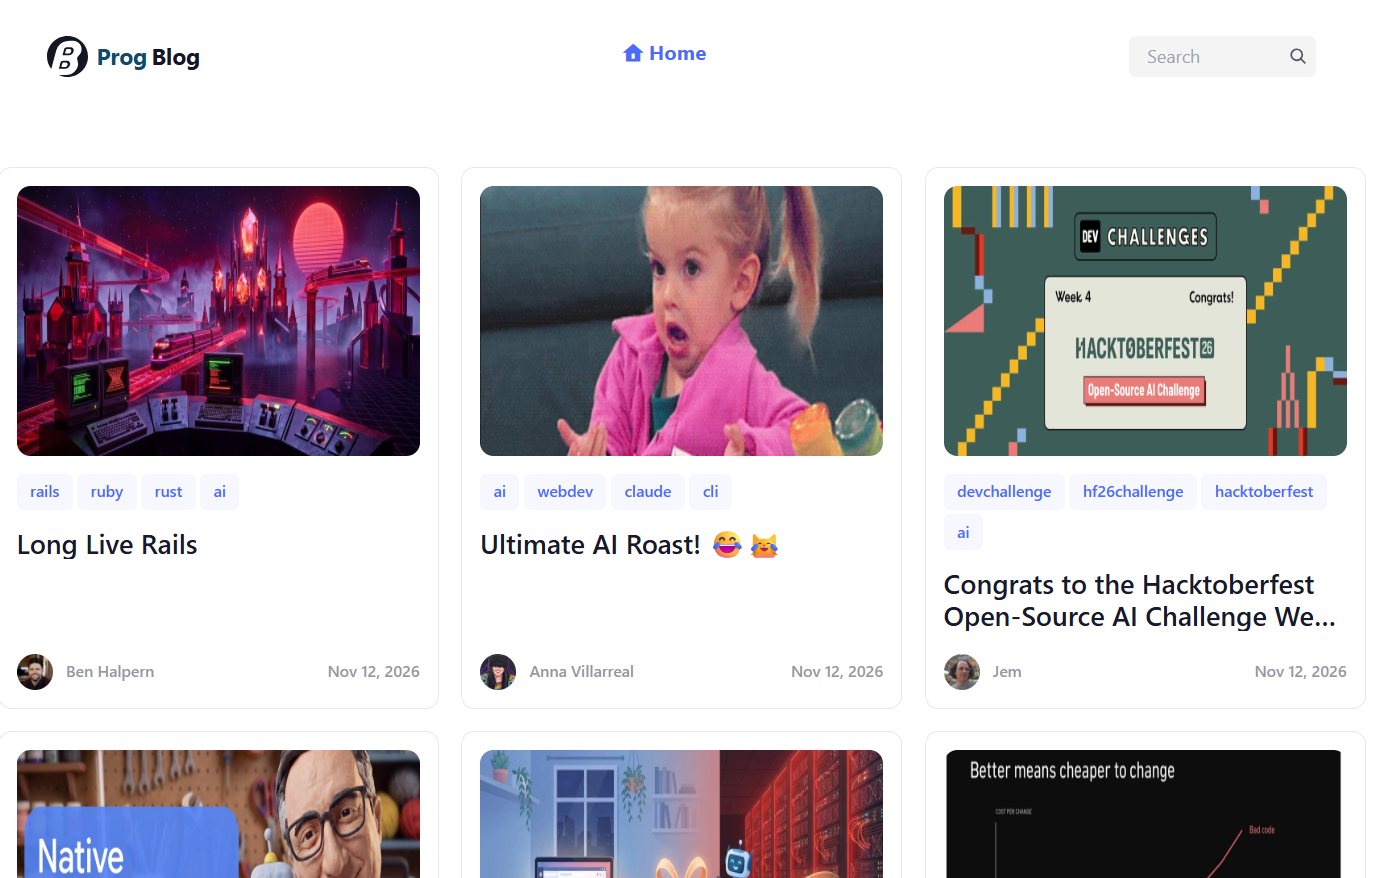 Prog Blog
Home
Search
DEV CHALLENGES
Week 4 Congrats!
HACKTOBERFEST 26
Open-Source AI Challenge
rails ruby rust ai
Long Live Rails
Ben Halpern Nov 12, 2026
ai webdev claude cli
Ultimate AI Roast! 😂 😹
Anna Villarreal Nov 12, 2026
devchallenge hf26challenge hacktoberfest
ai
Congrats to the Hacktoberfest
Open-Source AI Challenge We...
Jem Nov 12, 2026
Native
Better means cheaper to change
COST PER CHANGE
Bad code